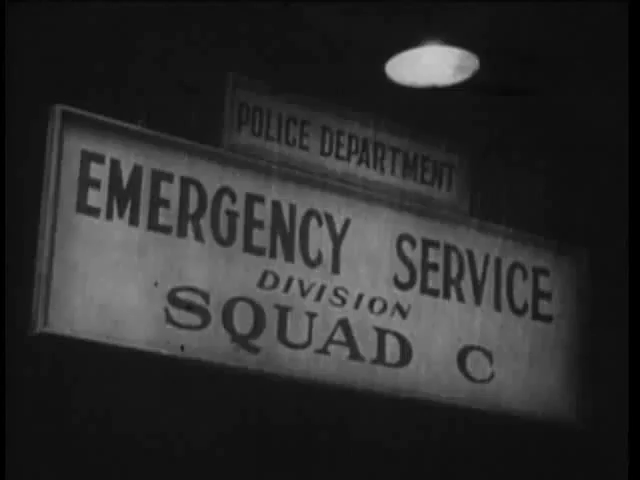 POLICE DEPARTMENT
EMERGENCY SERVICE
DIVISION
SQUAD C